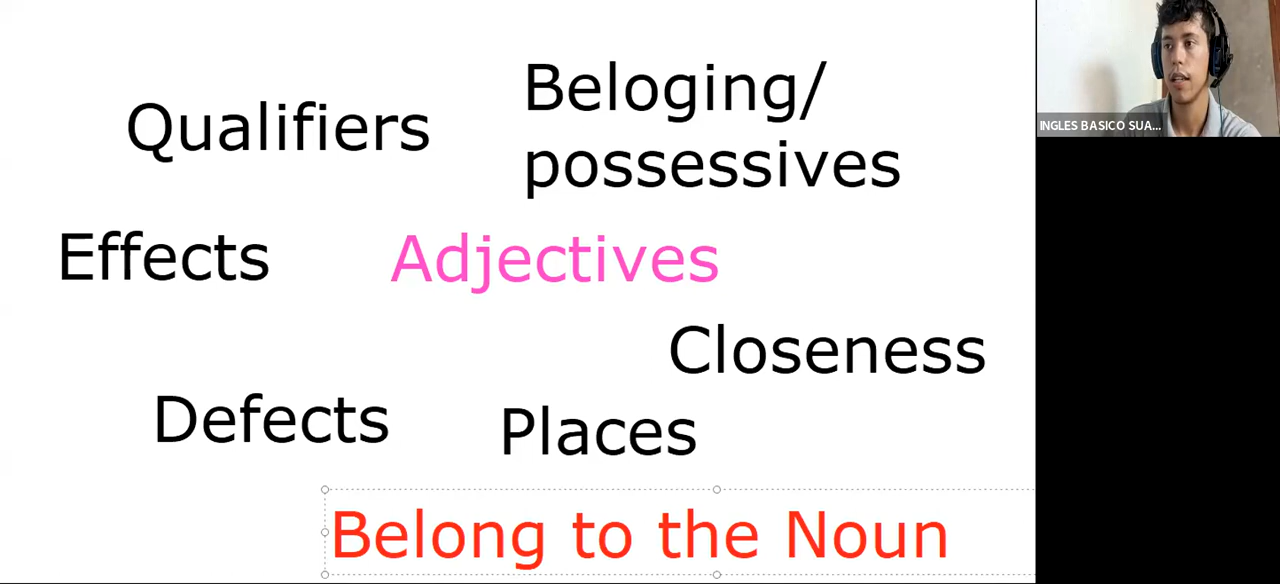 Beloging/
Qualifiers
possessives
Effects
Adjectives
Closeness
Defects
Places
Belong to the Noun
INGLES BASICO SUA...